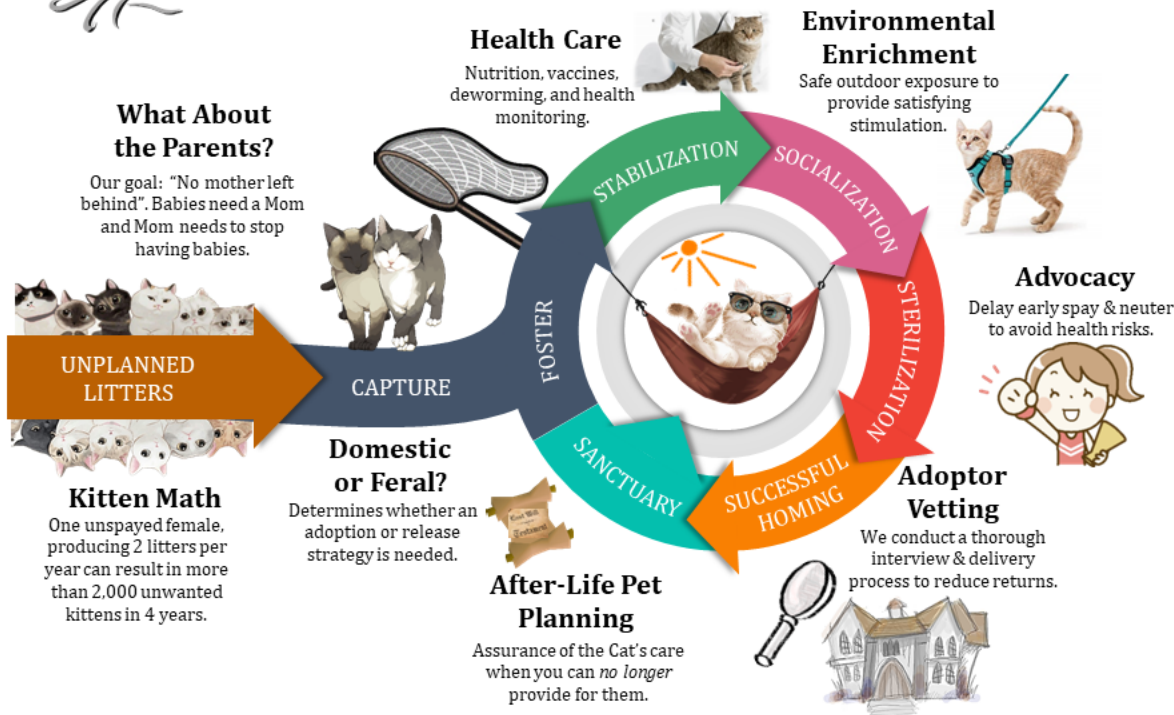 Health Care
Nutrition, vaccines,
deworming, and health
monitoring.
Environmental
Enrichment
Safe outdoor exposure to
provide satisfying
stimulation.
What About
the Parents?
Our goal: “No mother left
behind”. Babies need a Mom
and Mom needs to stop
having babies.
STABILIZATION
SOCIALIZATION
Advocacy
Delay early spay & neuter
to avoid health risks.
STERILIZATION
UNPLANNED
LITTERS
CAPTURE
FOSTER
SANCTUARY
SUCCESSFUL
HOMING
Kitten Math
One unspayed female,
producing 2 litters per
year can result in more
than 2,000 unwanted
kittens in 4 years.
Domestic
or Feral?
Determines whether an
adoption or release
strategy is needed.
Adoptor
Vetting
We conduct a thorough
interview & delivery
process to reduce returns.
Testament
After-Life Pet
Planning
Assurance of the Cat’s care
when you can no longer
provide for them.